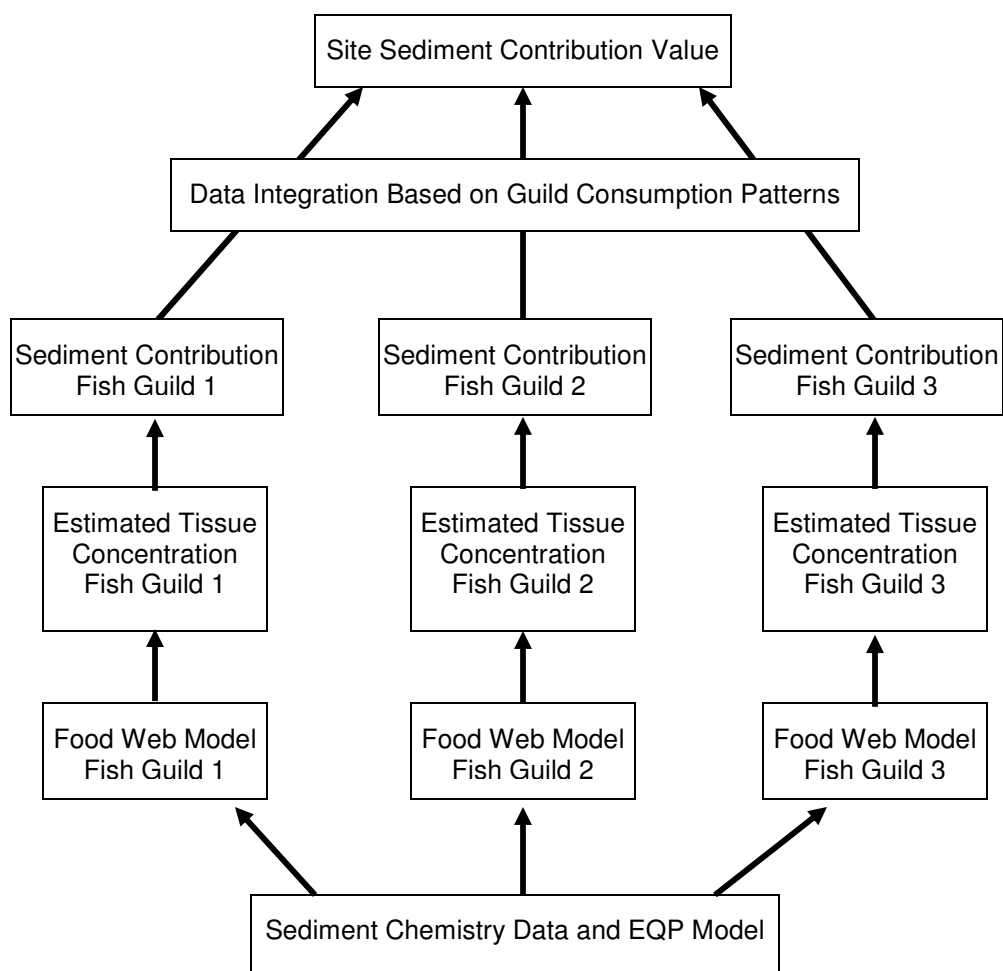 Site Sediment Contribution Value
Data Integration Based on Guild Consumption Patterns
Sediment Contribution
Fish Guild 1
Sediment Contribution
Fish Guild 2
Sediment Contribution
Fish Guild 3
Estimated Tissue
Concentration
Fish Guild 1
Estimated Tissue
Concentration
Fish Guild 2
Estimated Tissue
Concentration
Fish Guild 3
Food Web Model
Fish Guild 1
Food Web Model
Fish Guild 2
Food Web Model
Fish Guild 3
Sediment Chemistry Data and EQP Model